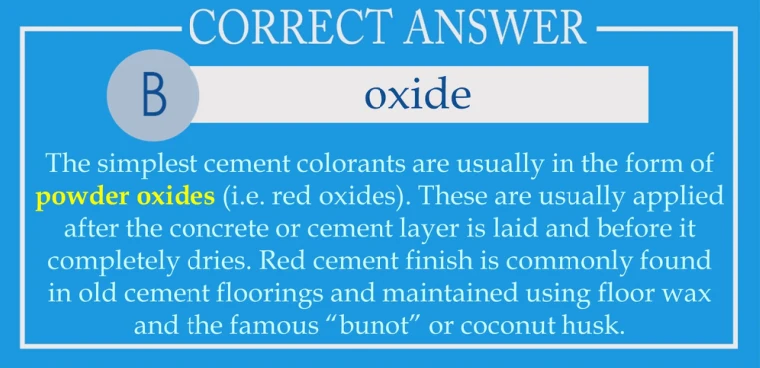 CORRECT ANSWER
B
oxide
The simplest cement colorants are usually in the form of
powder oxides (i.e. red oxides). These are usually applied
after the concrete or cement layer is laid and before it
completely dries. Red cement finish is commonly found
in old cement floorings and maintained using floor wax
and the famous “bunot” or coconut husk.